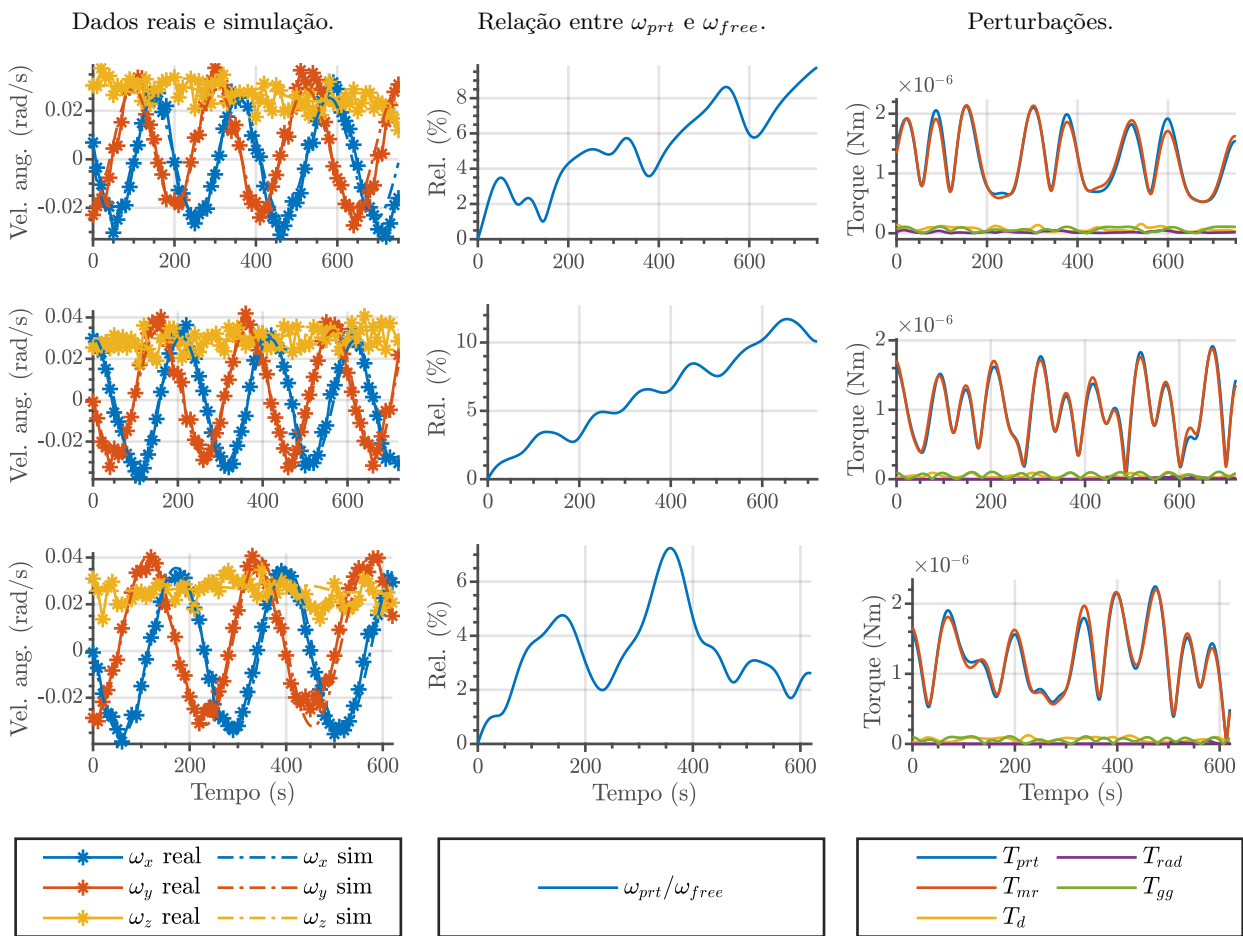 Dados reais e simulação.
Relação entre ω_prt e ω_free.
Perturbações.
Vel. ang. (rad/s)
0.02
0
-0.02
0 200 400 600
Rel. (%)
8
6
4
2
0
0 200 400 600
×10^-6
Torque (Nm)
2
1
0
0 200 400 600
Vel. ang. (rad/s)
0.04
0.02
0
-0.02
0 200 400 600
Rel. (%)
10
5
0
0 200 400 600
×10^-6
Torque (Nm)
2
1
0
0 200 400 600
Vel. ang. (rad/s)
0.04
0.02
0
-0.02
0 200 400 600
Tempo (s)
Rel. (%)
6
4
2
0
0 200 400 600
Tempo (s)
×10^-6
Torque (Nm)
2
1
0
0 200 400 600
Tempo (s)
ω_x real ω_x sim
ω_y real ω_y sim
ω_z real ω_z sim
ω_prt/ω_free
T_prt T_rad
T_mr T_gg
T_d